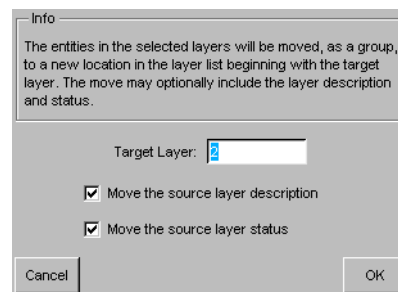 Info
The entities in the selected layers will be moved, as a group,
to a new location in the layer list beginning with the target
layer. The move may optionally include the layer description
and status.
Target Layer: 2
Move the source layer description
Move the source layer status
Cancel OK